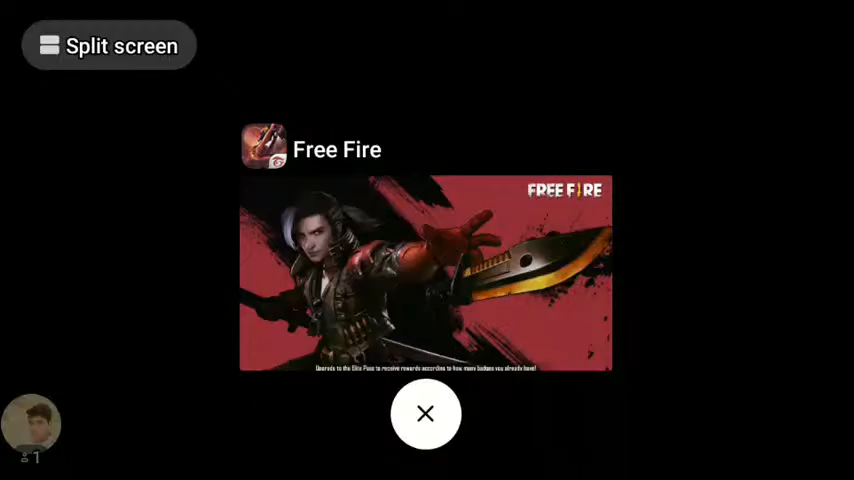 Split screen
Free Fire
FREE FIRE
Upgrade to the Elite Pass to receive rewards according to how many badges you already have!
1